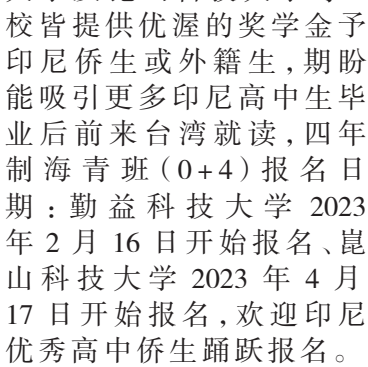 校皆提供优渥的奖学金予
印尼侨生或外籍生,期盼
能吸引更多印尼高中生毕
业后前来台湾就读,四年
制海青班(0+4)报名日
期:勤益科技大学 2023
年 2 月 16 日开始报名、崑
山科技大学 2023 年 4 月
17 日开始报名,欢迎印尼
优秀高中侨生踊跃报名。